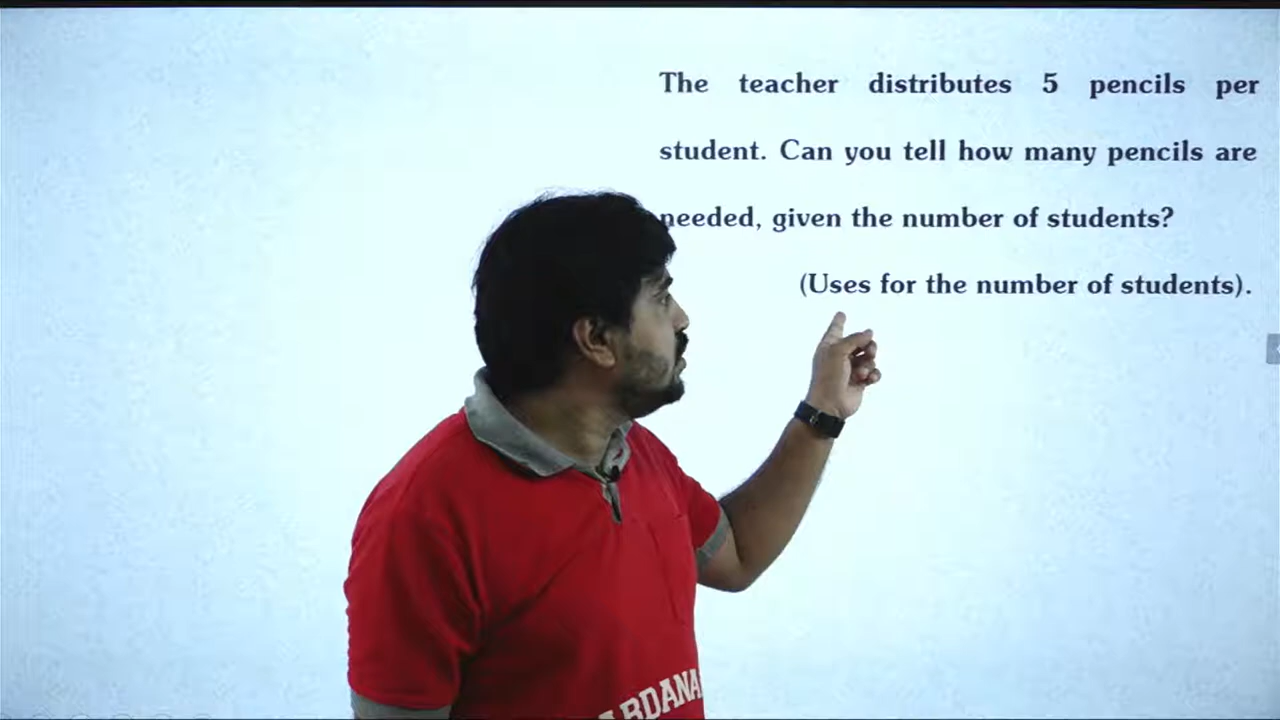 The teacher distributes 5 pencils per
student. Can you tell how many pencils are
needed, given the number of students?
(Uses for the number of students).